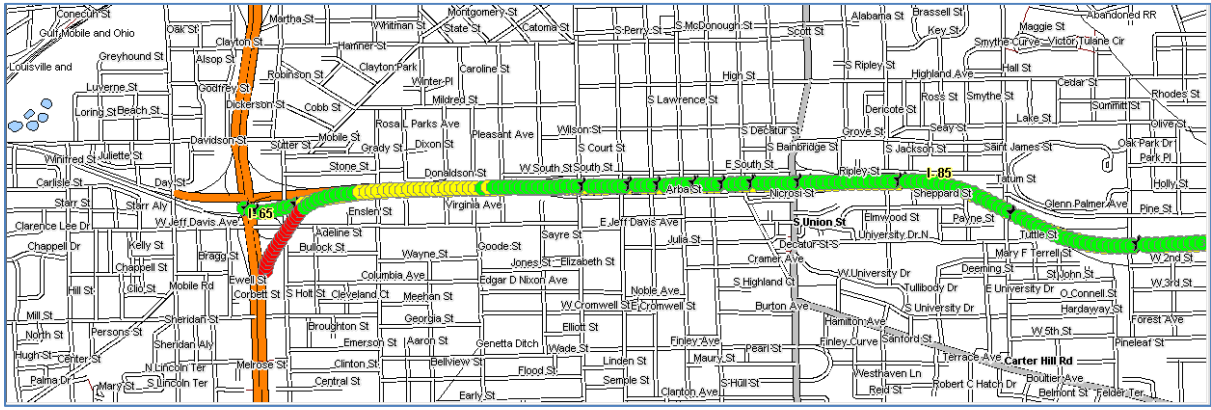 Conecuh St
Gulf Mobile and Ohio
Louisville and
Oak St
Martha St
Whitman St
Montgomery St
State St
Catoma St
S Perry St
S McDonough St
Scott St
Alabama St
Brassell St
Key St
Maggie St
Smythe Curve
Victor Tulane Cir
Abandoned RR
Clayton St
Hamner St
Greyhound St
Alsop St
Clayton Park
Caroline St
S Ripley St
Highland Ave
Hall St
Robinson St
Winter Pl
High St
Cedar St
Luverne St
Godfrey St
Rhodes St
Loring St
Beach St
Dickerson St
Cobb St
Mildred St
S Lawrence St
Ross St
Smythe St
Dericote St
Summitt St
Rosa L Parks Ave
Lake St
Davidson St
Mobile St
Pleasant Ave
Wilson St
S Decatur St
Grove St
Seay St
Olive St
Winifred St
Juliette St
Sutter St
Grady St
Dixon St
S Court St
S Bainbridge St
S Jackson St
Saint James St
Oak Park Dr
Park Pl
Stone St
W South St
South St
E South St
Ripley St
I-85
Tatum St
Carlisle St
Day St
Donaldson St
Arba St
Nicrosi St
Sheppard St
Holly St
Starr St
Starr Aly
I-65
Enslen St
Virginia Ave
Glenn Palmer Ave
Pine St
Clarence Lee Dr
W Jeff Davis Ave
E Jeff Davis Ave
S Union St
Elmwood St
Payne St
Adeline St
Sayre St
Julia St
University Dr N
Tuttle St
Chappell Dr
Kelly St
Bragg St
Bullock St
Wayne St
Goode St
Decatur St S
Mary F Terrell St
W 2nd St
Chappell St
Ewell St
Columbia Ave
Jones St
Elizabeth St
Cramer Ave
W University Dr
Deeming St
St John St
Hill St
Clio St
Mobile Rd
Corbett St
S Holt St
Cleveland Ct
Meehan St
Edgar D Nixon Ave
Noble Ave
S Highland St
Tullibody Dr
E University Dr
W 3rd St
O Connell St
Mill St
Sheridan St
Georgia St
W Cromwell St
E Cromwell St
Burton Ave
S University Dr
Hardaway St
North St
Persons St
Broughton St
Elliott St
Hamilton Ave
Forest Ave
Sheridan Aly
Emerson St
Aaron St
Genetta Ditch
Wade St
Finley Ave
Pearl St
Finley Curve
Sanford St
W 5th St
Pineleaf St
Hugh St
Center St
N Lincoln Ter
Melrose St
Clinton St
Bellview St
Flood St
Linden St
Maury St
Terrace Ave
Carter Hill Rd
Palma Dr
Mary St
S Lincoln Ter
Central St
Semple St
S Hull St
Westhaven Ln
Robert C Hatch Dr
Boultier Ave
Early St
Clanton Ave
Reid St
Belmont St
Felder Ter